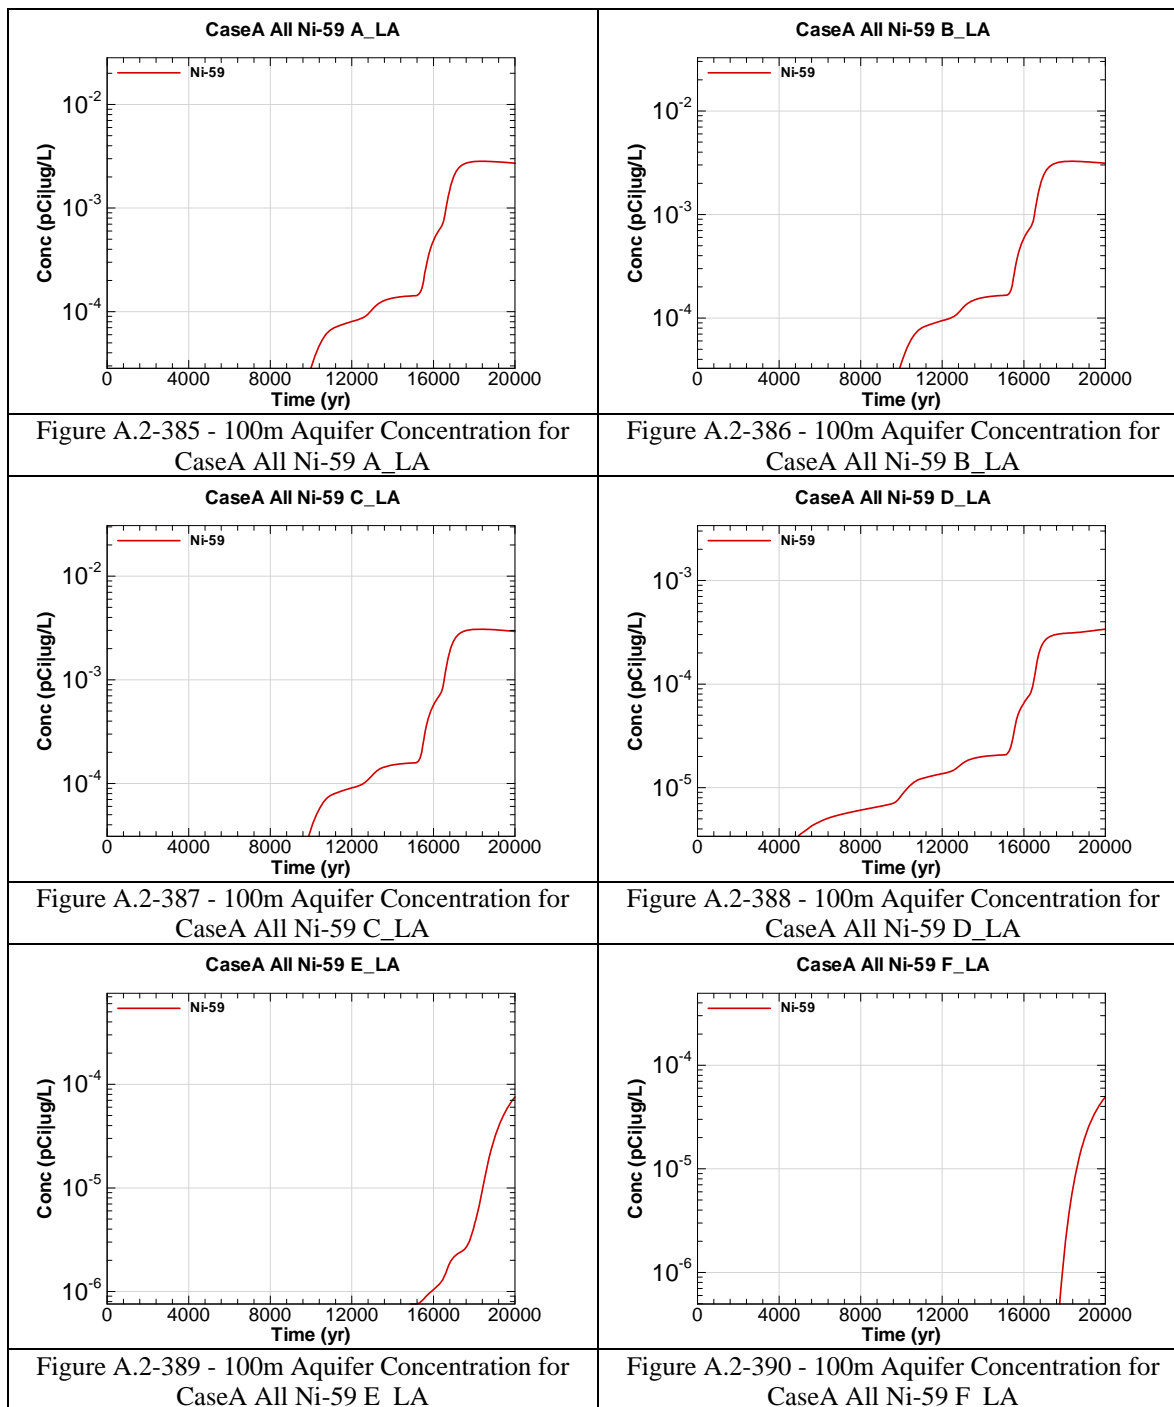 CaseA All Ni-59 A_LA
Ni-59
10-2
10-3
10-4
Conc (pCi|ug/L)
0 4000 8000 12000 16000 20000
Time (yr)
Figure A.2-385 - 100m Aquifer Concentration for
CaseA All Ni-59 A_LA
CaseA All Ni-59 B_LA
Ni-59
10-2
10-3
10-4
Conc (pCi|ug/L)
0 4000 8000 12000 16000 20000
Time (yr)
Figure A.2-386 - 100m Aquifer Concentration for
CaseA All Ni-59 B_LA
CaseA All Ni-59 C_LA
Ni-59
10-2
10-3
10-4
Conc (pCi|ug/L)
0 4000 8000 12000 16000 20000
Time (yr)
Figure A.2-387 - 100m Aquifer Concentration for
CaseA All Ni-59 C_LA
CaseA All Ni-59 D_LA
Ni-59
10-3
10-4
10-5
Conc (pCi|ug/L)
0 4000 8000 12000 16000 20000
Time (yr)
Figure A.2-388 - 100m Aquifer Concentration for
CaseA All Ni-59 D_LA
CaseA All Ni-59 E_LA
Ni-59
10-4
10-5
10-6
Conc (pCi|ug/L)
0 4000 8000 12000 16000 20000
Time (yr)
Figure A.2-389 - 100m Aquifer Concentration for
CaseA All Ni-59 E_LA
CaseA All Ni-59 F_LA
Ni-59
10-4
10-5
10-6
Conc (pCi|ug/L)
0 4000 8000 12000 16000 20000
Time (yr)
Figure A.2-390 - 100m Aquifer Concentration for
CaseA All Ni-59 F_LA